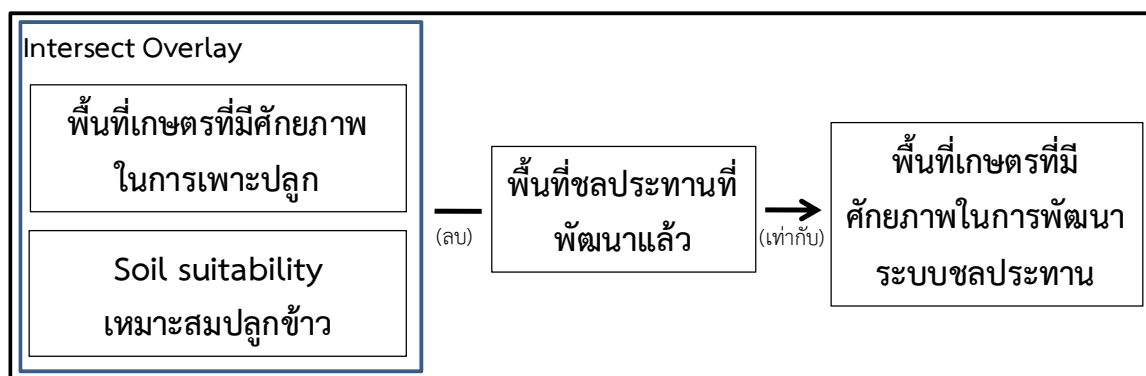 Intersect Overlay
พื้นที่เกษตรที่มีศักยภาพ
ในการเพาะปลูก
Soil suitability
เหมาะสมปลูกข้าว
(ลบ)
พื้นที่ชลประทานที่
พัฒนาแล้ว
(เท่ากับ)
พื้นที่เกษตรที่มี
ศักยภาพในการพัฒนา
ระบบชลประทาน